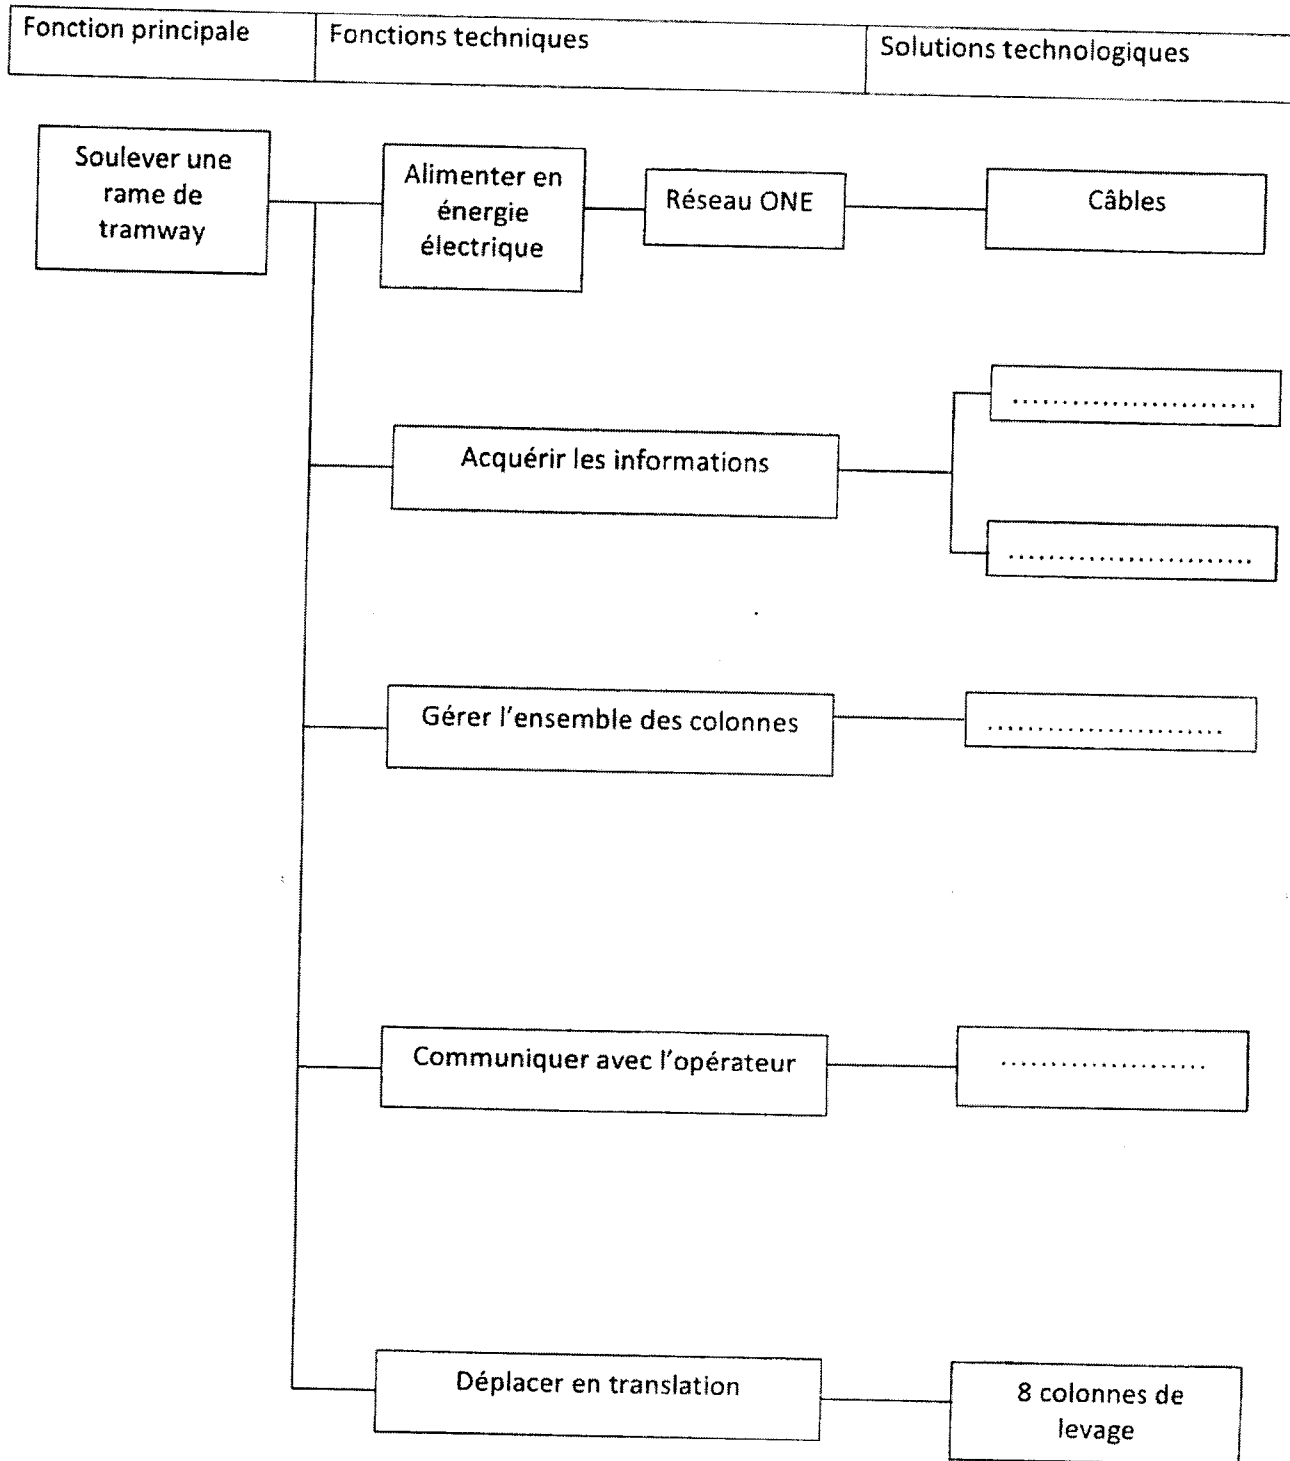 Fonction principale
Fonctions techniques
Solutions technologiques
Soulever une
rame de
tramway
Alimenter en
énergie
électrique
Réseau ONE
Câbles
.........................
Acquérir les informations
.........................
Gérer l'ensemble des colonnes
........................
Communiquer avec l'opérateur
.....................
Déplacer en translation
8 colonnes de
levage